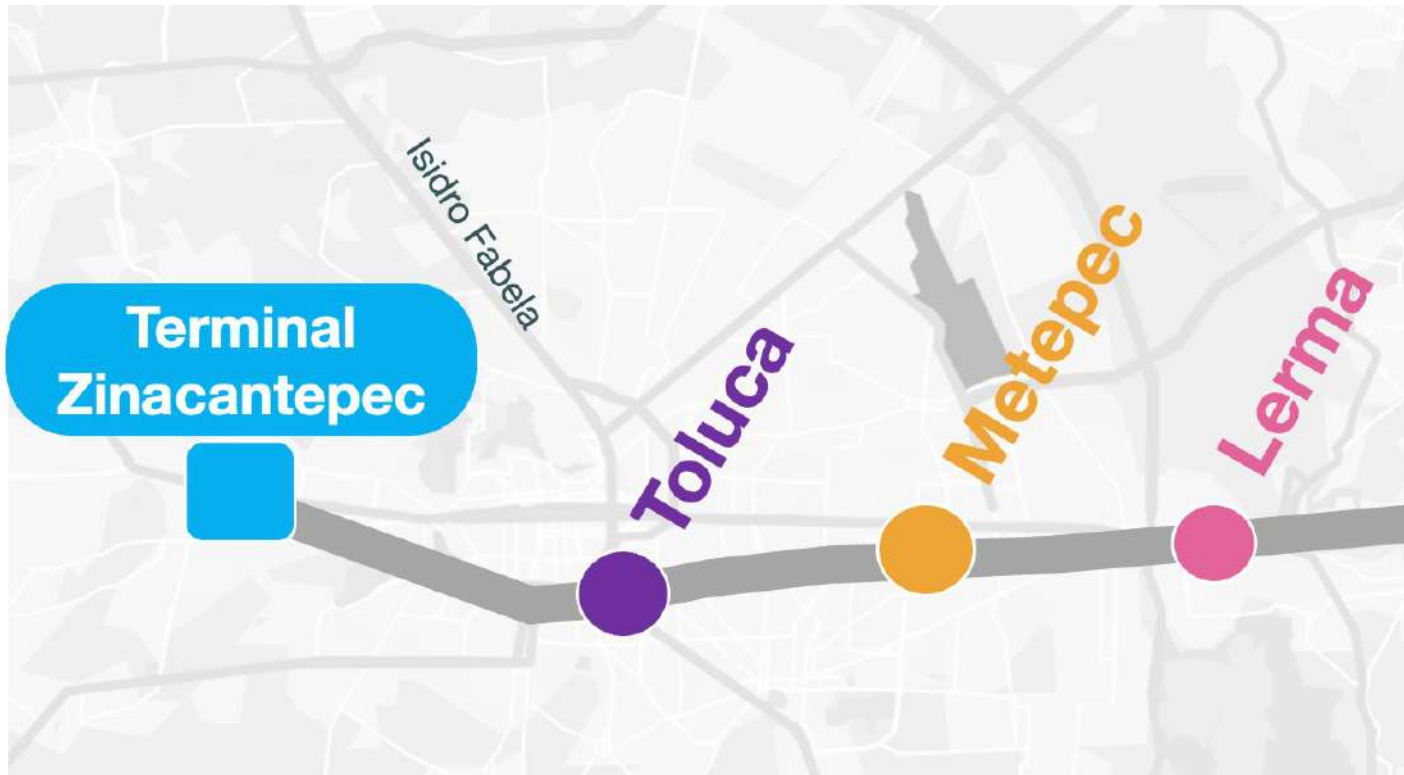 Isidro Fabela
Terminal
Zinacantepec
Toluca
Metepec
Lerma